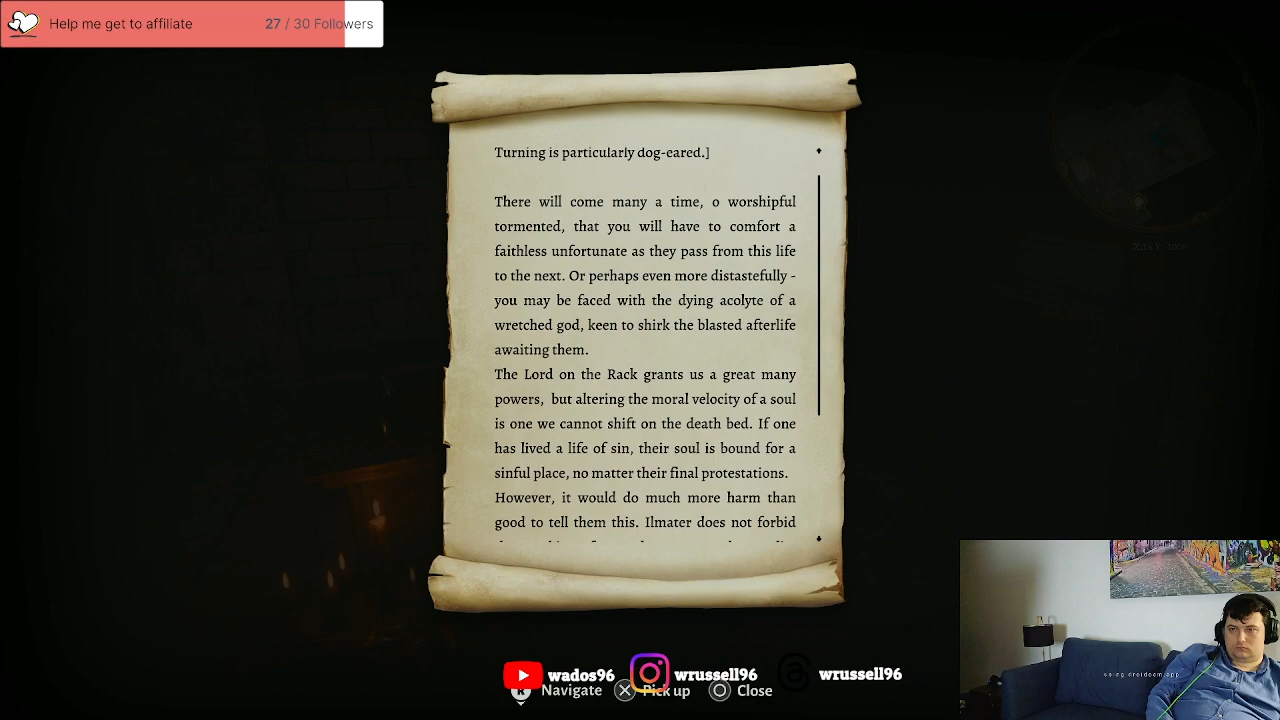 Help me get to affiliate
27 / 30 Followers
Turning is particularly dog-eared.]
There will come many a time, o worshipful
tormented, that you will have to comfort a
faithless unfortunate as they pass from this life
to the next. Or perhaps even more distastefully -
you may be faced with the dying acolyte of a
wretched god, keen to shirk the blasted afterlife
awaiting them.
The Lord on the Rack grants us a great many
powers, but altering the moral velocity of a soul
is one we cannot shift on the death bed. If one
has lived a life of sin, their soul is bound for a
sinful place, no matter their final protestations.
However, it would do much more harm than
good to tell them this. Ilmater does not forbid
wados96
wrussell96
wrussell96
R Navigate
Pick up
Close
using droidcam app